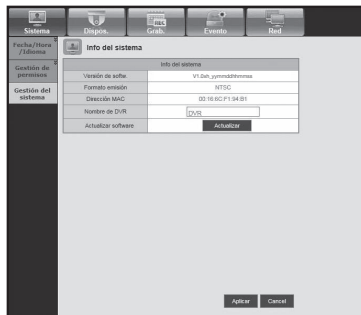 Sistema
Dispos.
Grab.
Evento
Red
Fecha/Hora
/Idioma
Gestión de
permisos
Gestión del
sistema
Info del sistema
Info del sistema
Versión de softw.
Formato emisión NTSC
Dirección MAC 00:16:6C:F1:94:B1
Nombre de DVR DVR
Actualizar software Actualizar
Aplicar Cancel